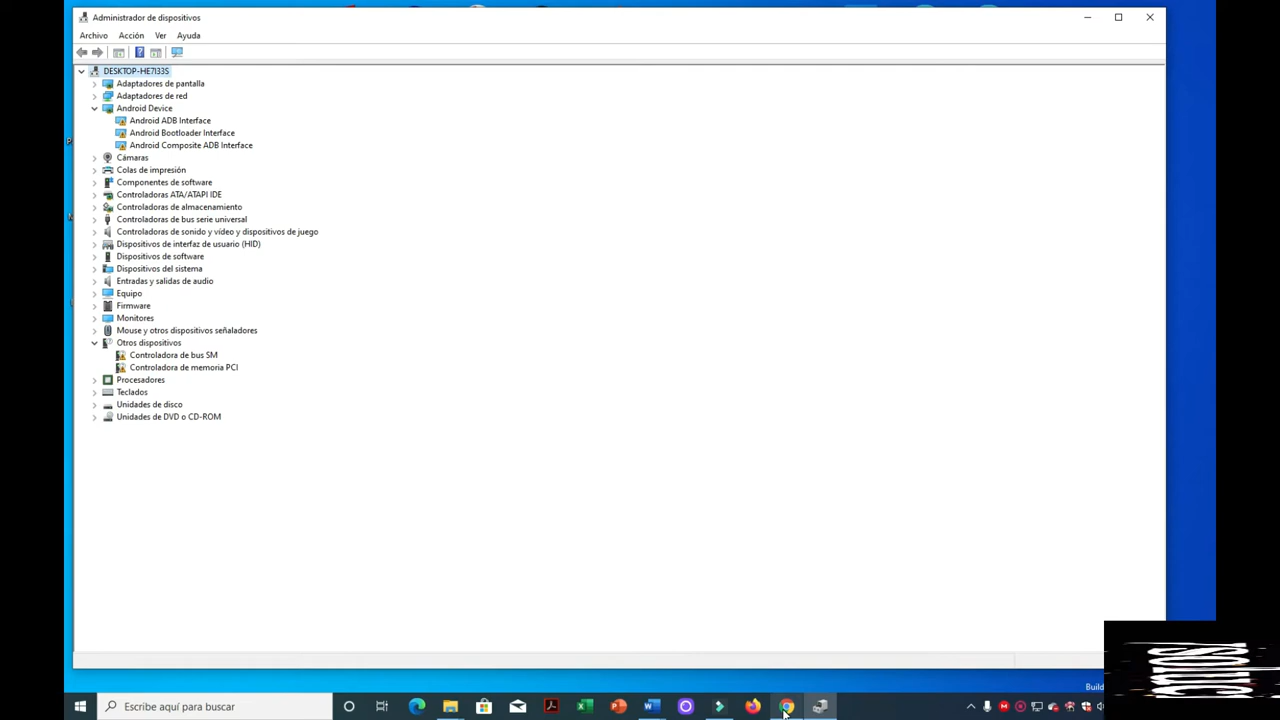 Administrador de dispositivos
Archivo Acción Ver Ayuda
DESKTOP-HE7I33S
Adaptadores de pantalla
Adaptadores de red
Android Device
Android ADB Interface
Android Bootloader Interface
Android Composite ADB Interface
Cámaras
Colas de impresión
Componentes de software
Controladoras ATA/ATAPI IDE
Controladoras de almacenamiento
Controladoras de bus serie universal
Controladoras de sonido y vídeo y dispositivos de juego
Dispositivos de interfaz de usuario (HID)
Dispositivos de software
Dispositivos del sistema
Entradas y salidas de audio
Equipo
Firmware
Monitores
Mouse y otros dispositivos señaladores
Otros dispositivos
Controladora de bus SM
Controladora de memoria PCI
Procesadores
Teclados
Unidades de disco
Unidades de DVD o CD-ROM
Build
Escribe aquí para buscar